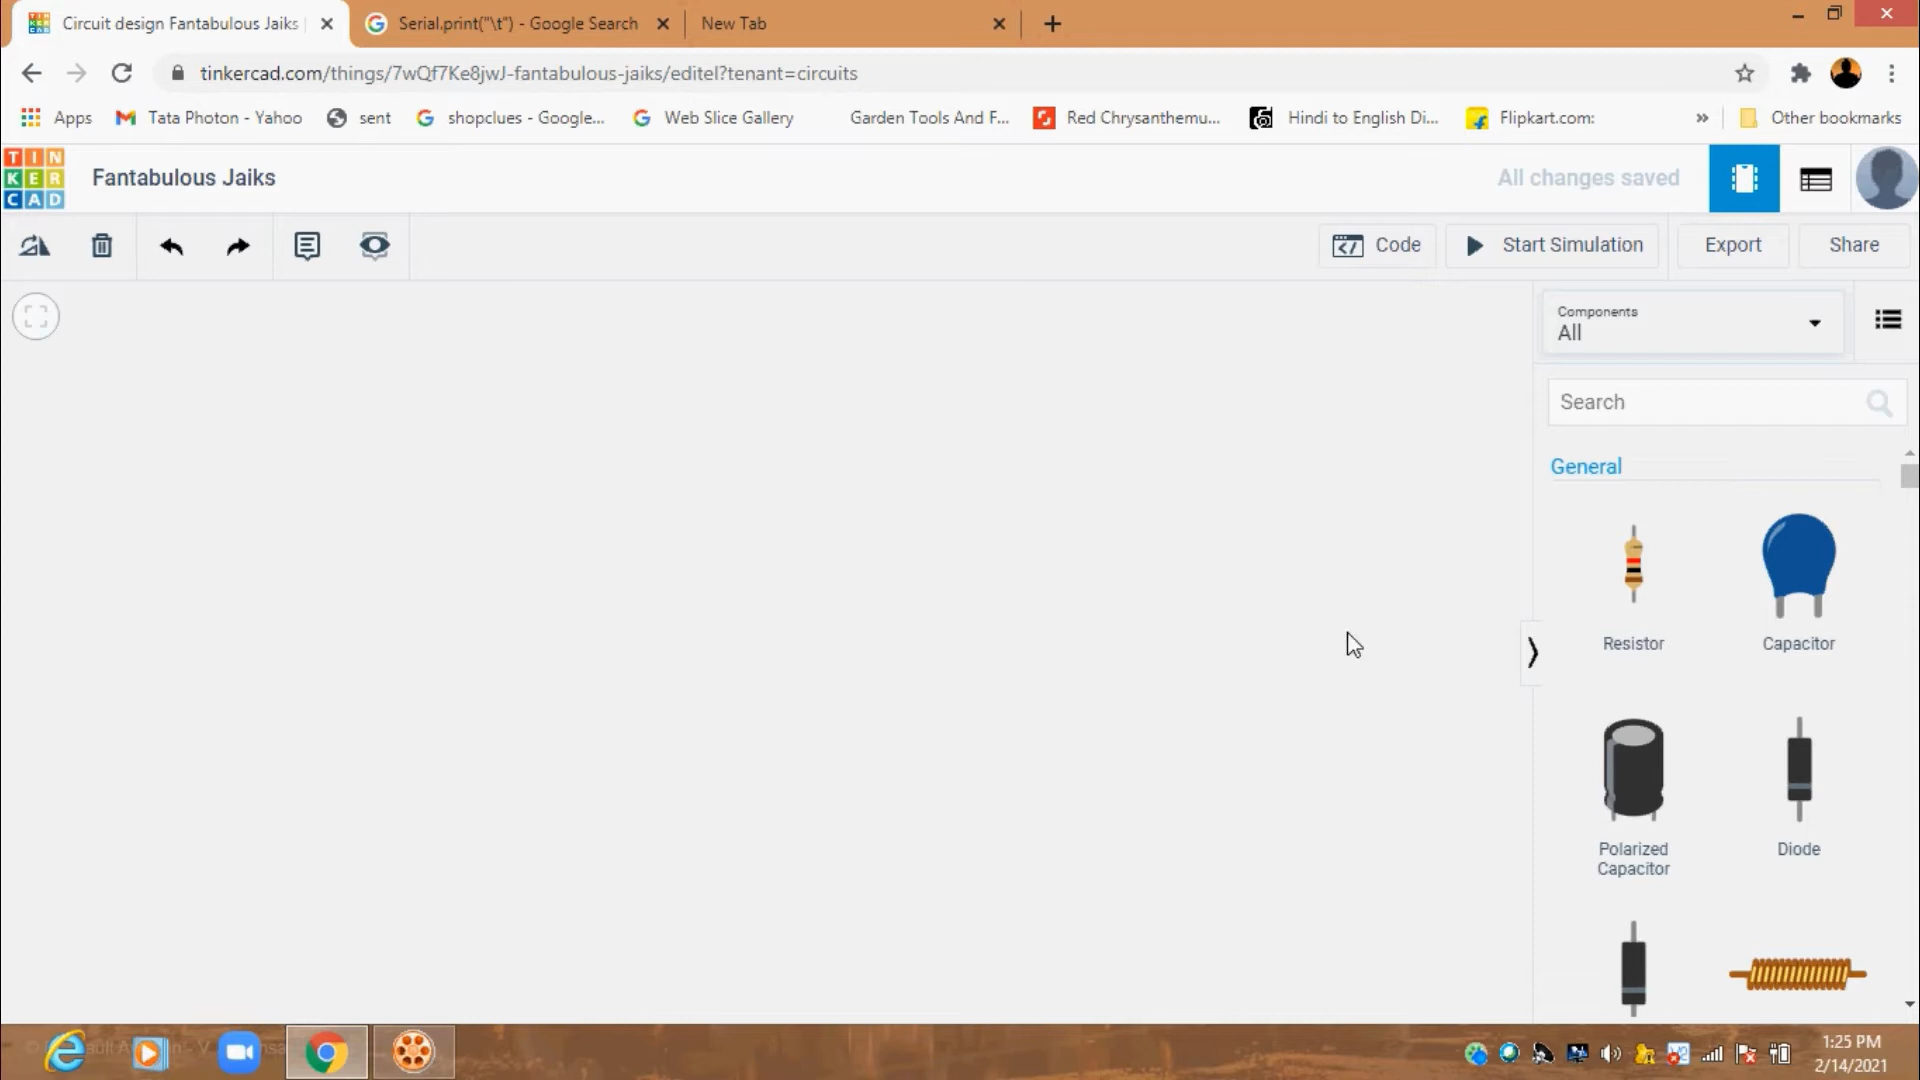 Circuit design Fantabulous Jaiks
Serial.print("\t") - Google Search
New Tab
tinkercad.com/things/7wQf7Ke8jwJ-fantabulous-jaiks/editel?tenant=circuits
Apps
Tata Photon - Yahoo
sent
shopclues - Google...
Web Slice Gallery
Garden Tools And F...
Red Chrysanthemu...
Hindi to English Di...
Flipkart.com:
»
Other bookmarks
TIN
KER
CAD
Fantabulous Jaiks
All changes saved
Code
Start Simulation
Export
Share
Components
All
Search
General
Resistor
Capacitor
Polarized
Capacitor
Diode
1:25 PM
2/14/2021